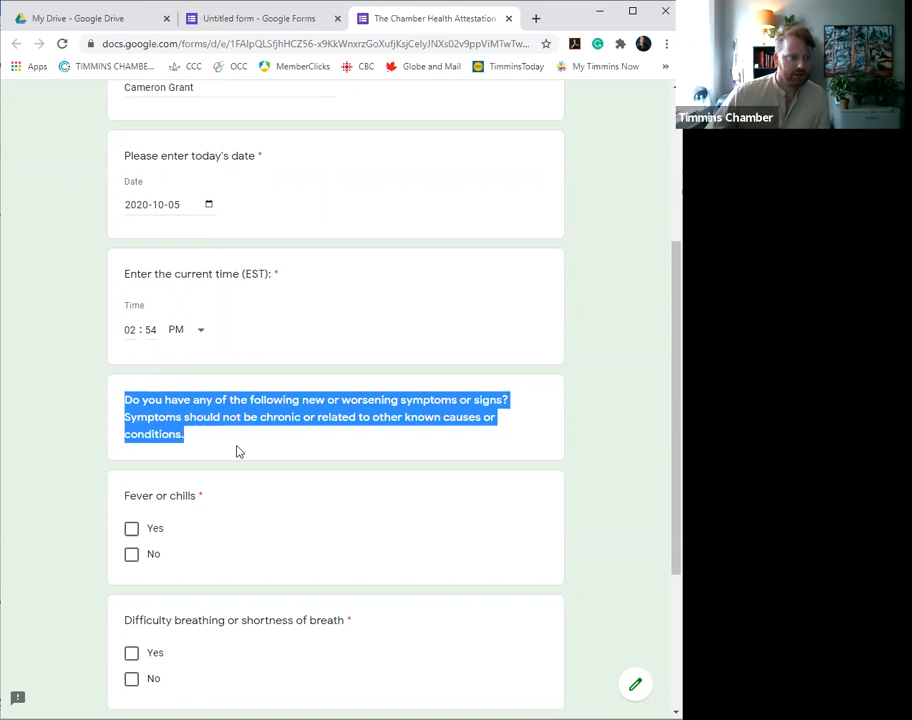 My Drive - Google Drive
Untitled form - Google Forms
The Chamber Health Attestation
docs.google.com/forms/d/e/1FAIpQLSfjhHCZ56-x9KkWnxrzGoXufjKsjCelyJNXs02v9ppViMTwTw...
Apps
TIMMINS CHAMBE...
CCC
OCC
MemberClicks
CBC
Globe and Mail
TimminsToday
My Timmins Now
»
Timmins Chamber
Cameron Grant
Please enter today's date *
Date
2020-10-05
Enter the current time (EST): *
Time
02 : 54 PM
Do you have any of the following new or worsening symptoms or signs?
Symptoms should not be chronic or related to other known causes or
conditions.
Fever or chills *
Yes
No
Difficulty breathing or shortness of breath *
Yes
No